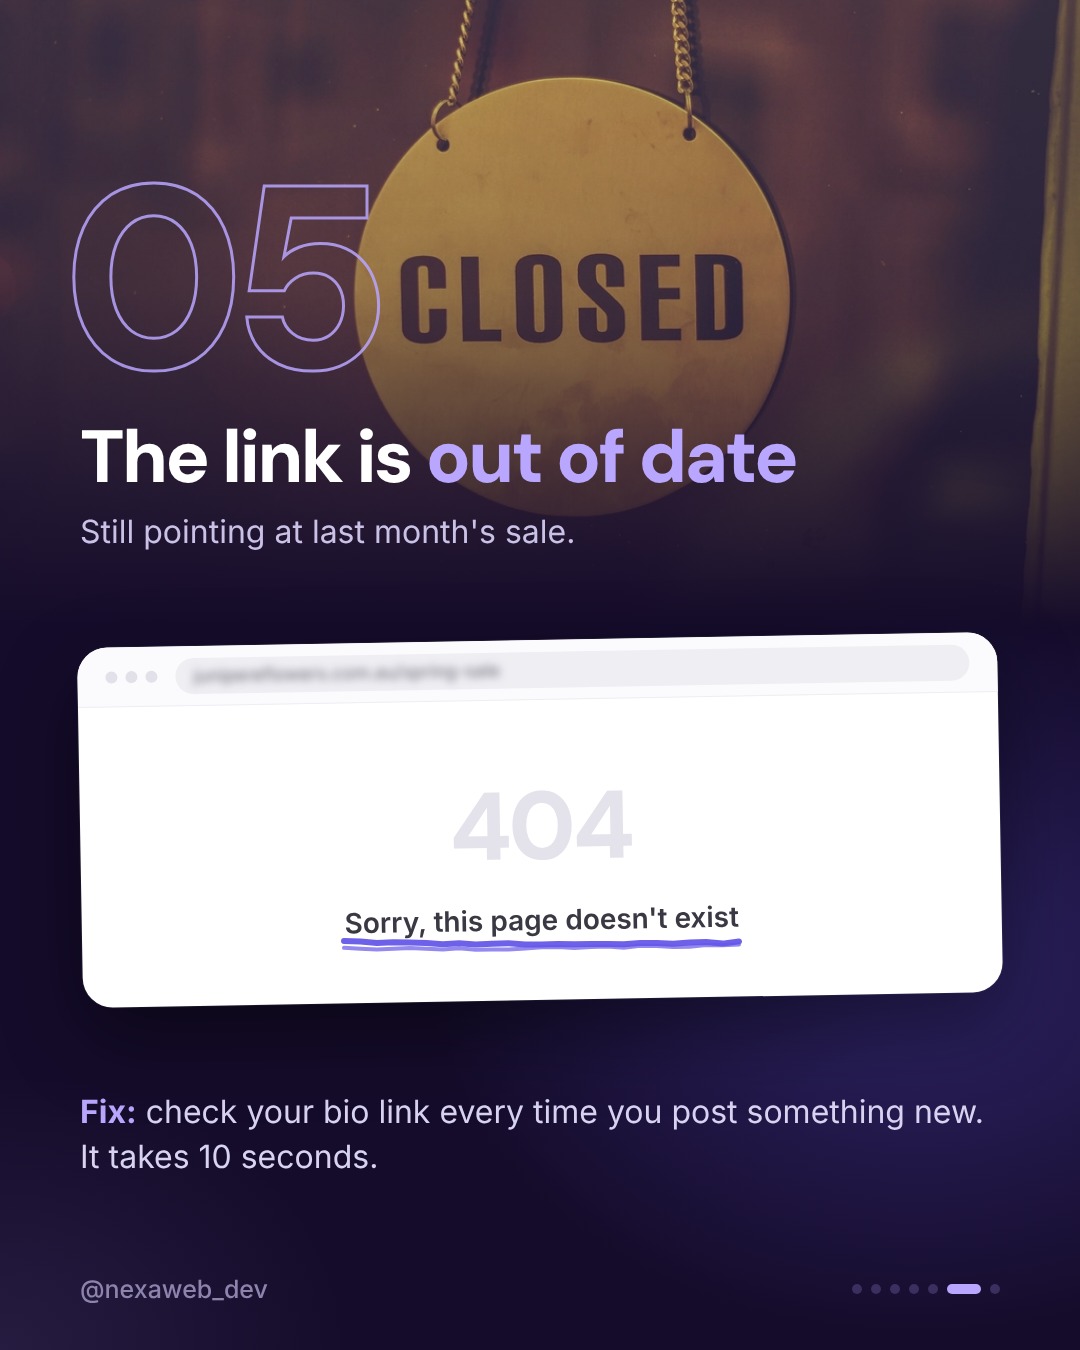 05
CLOSED
The link is out of date
Still pointing at last month's sale.
404
Sorry, this page doesn't exist
Fix: check your bio link every time you post something new.
It takes 10 seconds.
@nexaweb_dev